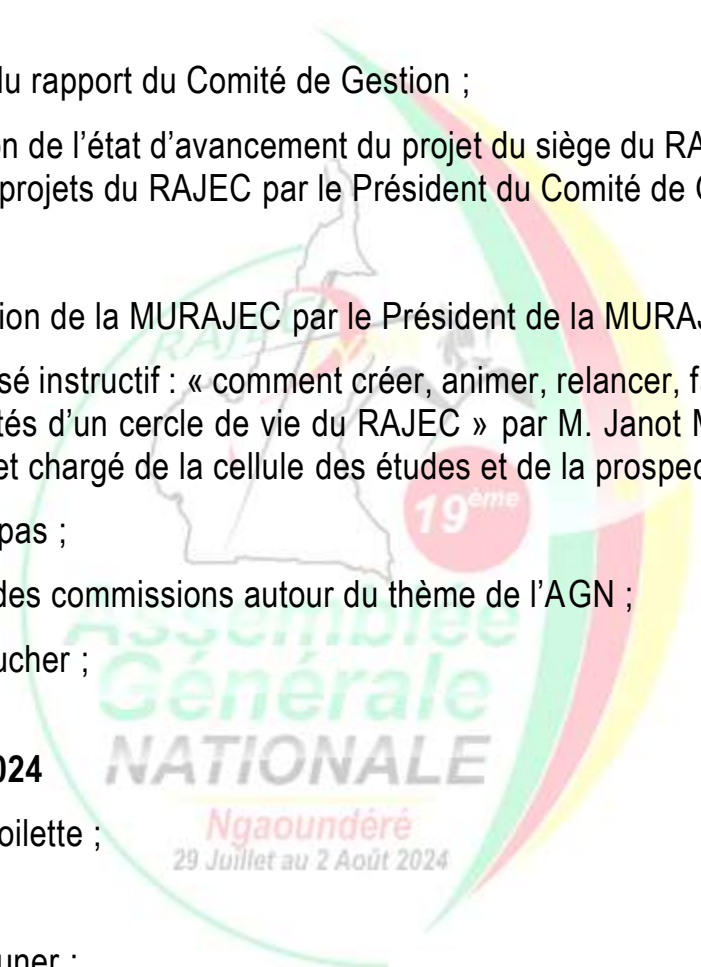 du rapport du Comité de Gestion ;
on de l’état d’avancement du projet du siège du RA
projets du RAJEC par le Président du Comité de
tion de la MURAJEC par le Président de la MURAJ
sé instructif : « comment créer, animer, relancer, f
tés d’un cercle de vie du RAJEC » par M. Janot M
et chargé de la cellule des études et de la prospec
RAJEC
19ème
pas ;
des commissions autour du thème de l’AGN ;
Assemblée
ucher ;
Générale
NATIONALE
024
Ngaoundéré
oilette ;
29 Juillet au 2 Août 2024
uner ;